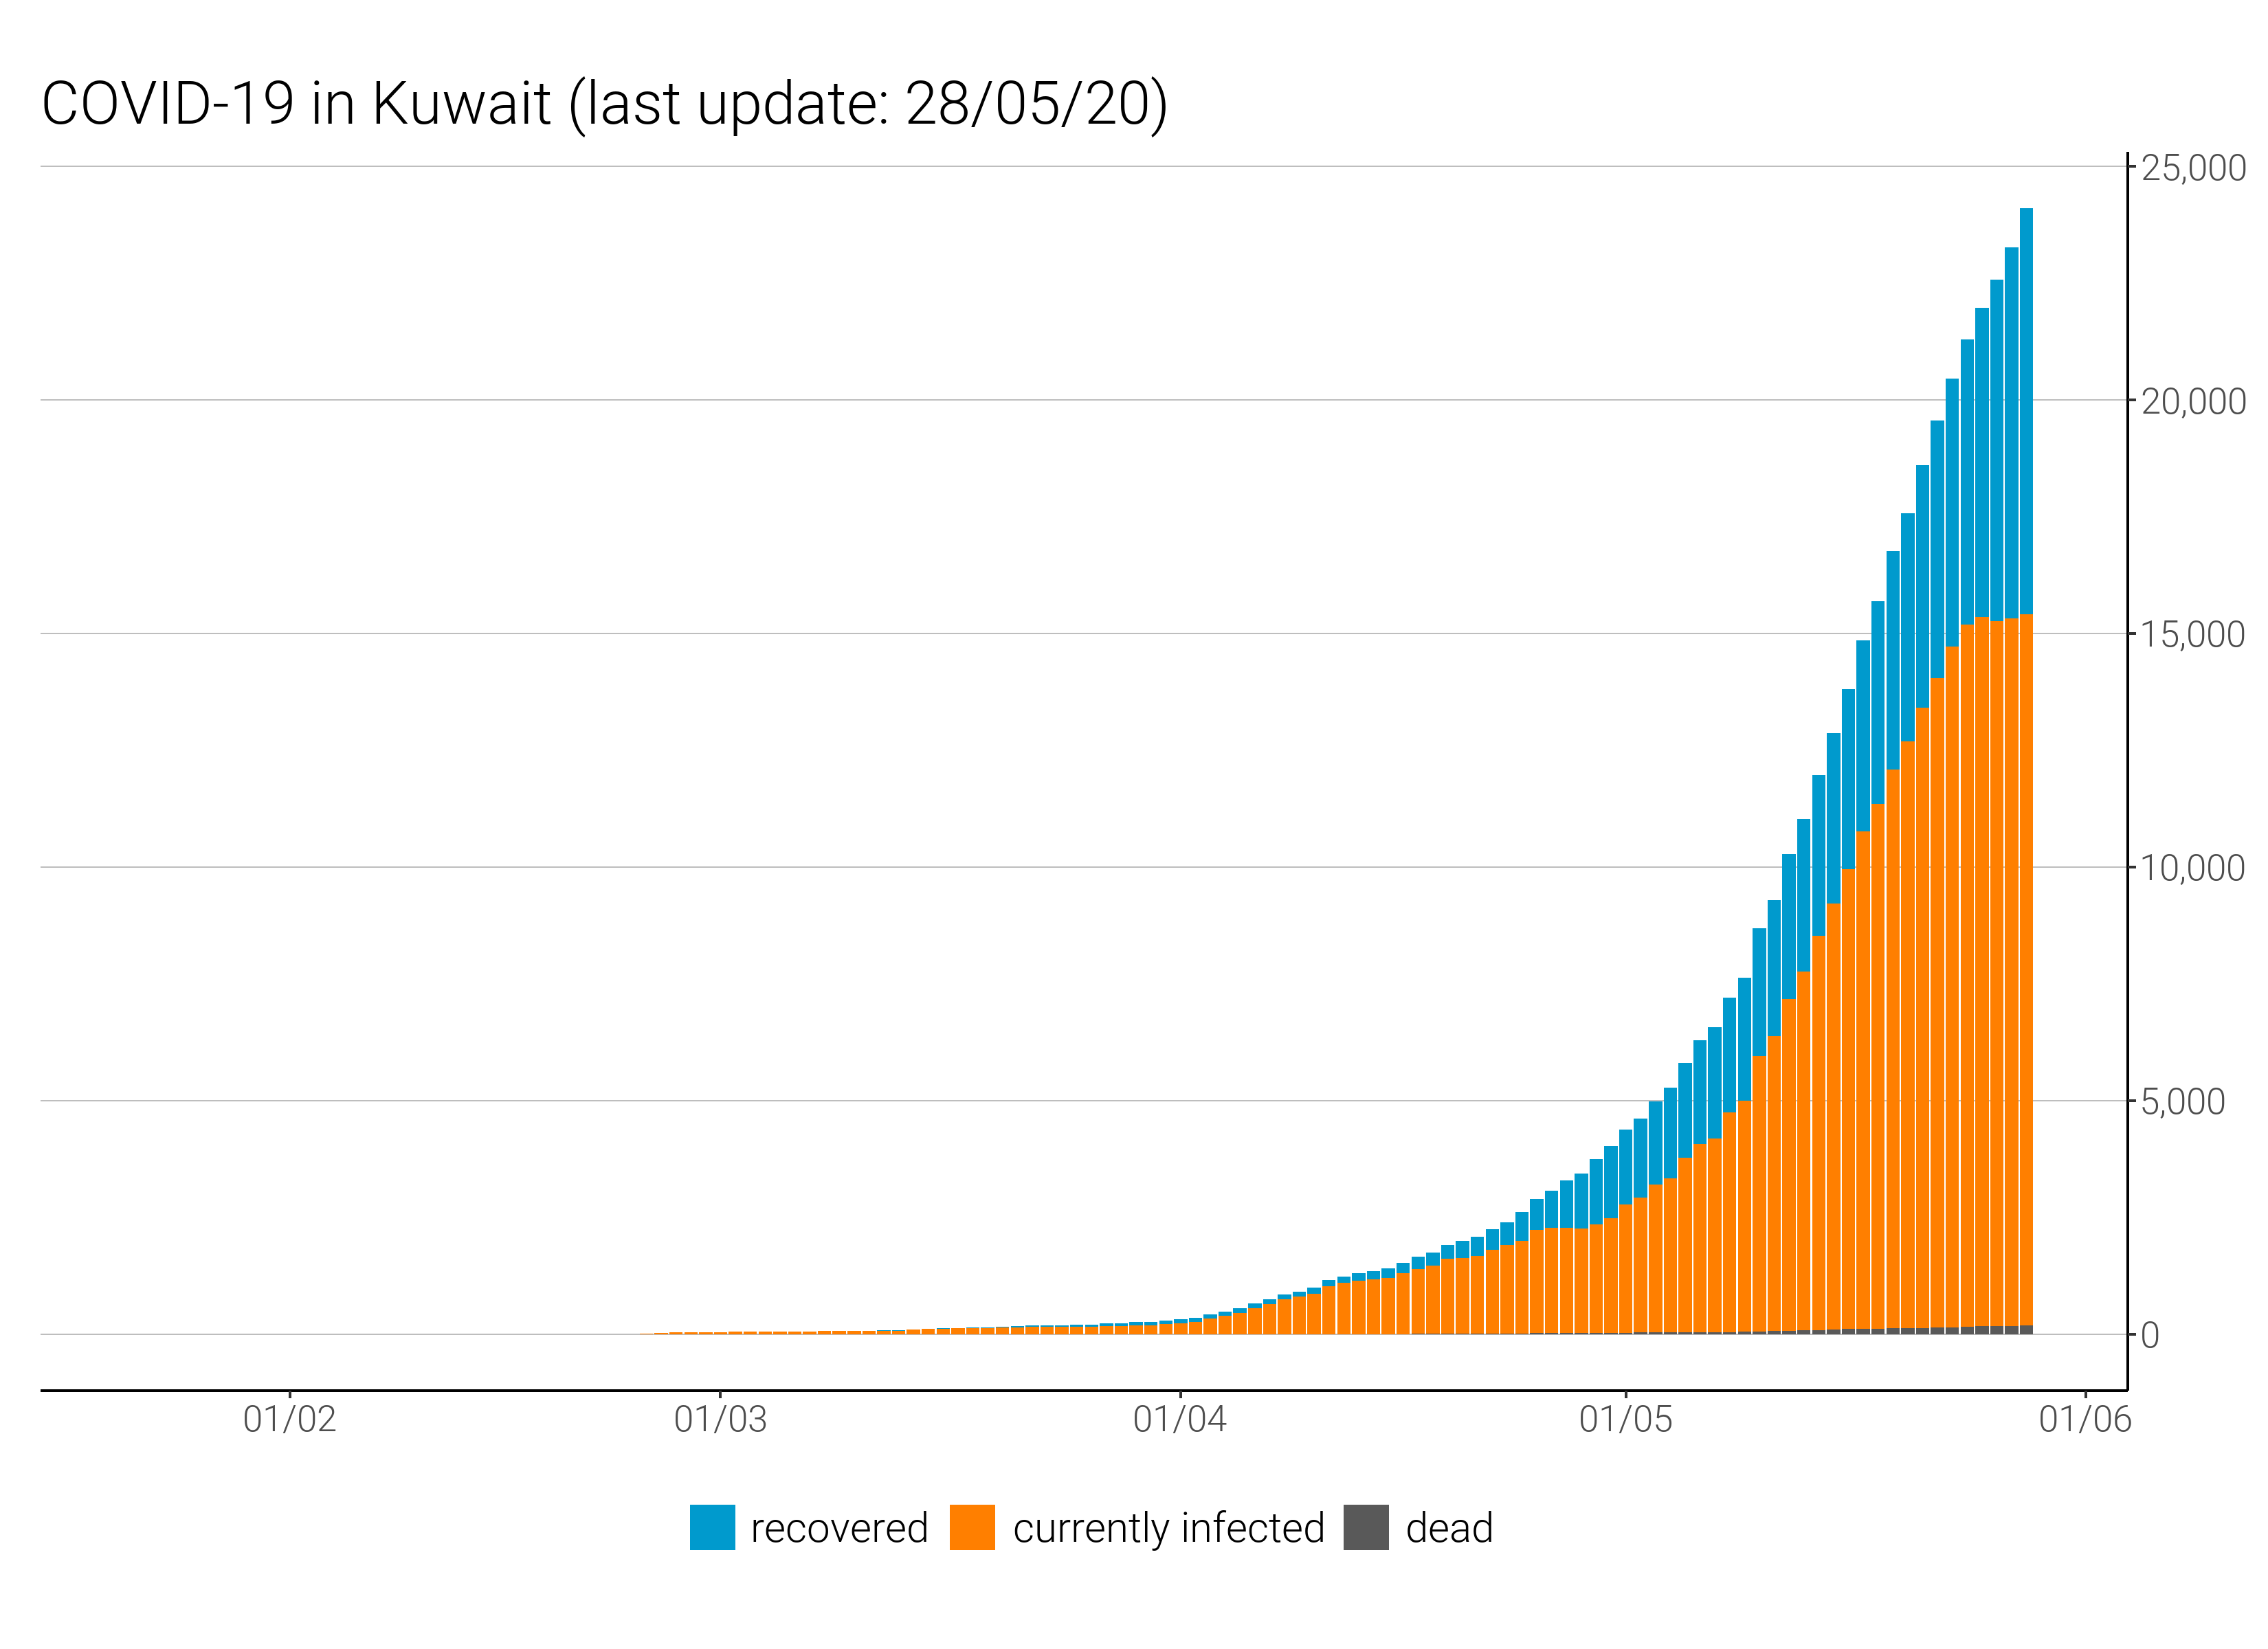 COVID-19 in Kuwait (last update: 28/05/20)
25,000
20,000
15,000
10,000
5,000
0
01/02 01/03 01/04 01/05 01/06
recovered currently infected dead